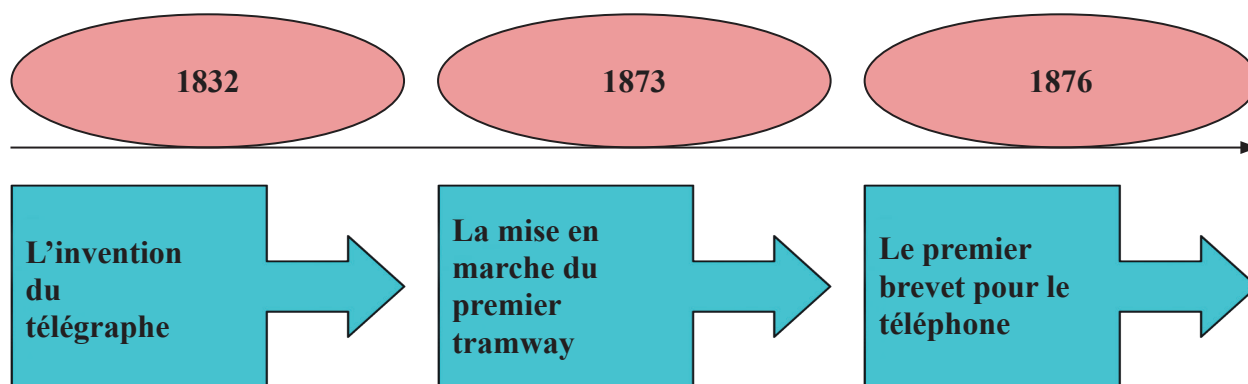 1832
1873
1876
L’invention
du
télégraphe
La mise en
marche du
premier
tramway
Le premier
brevet pour le
téléphone